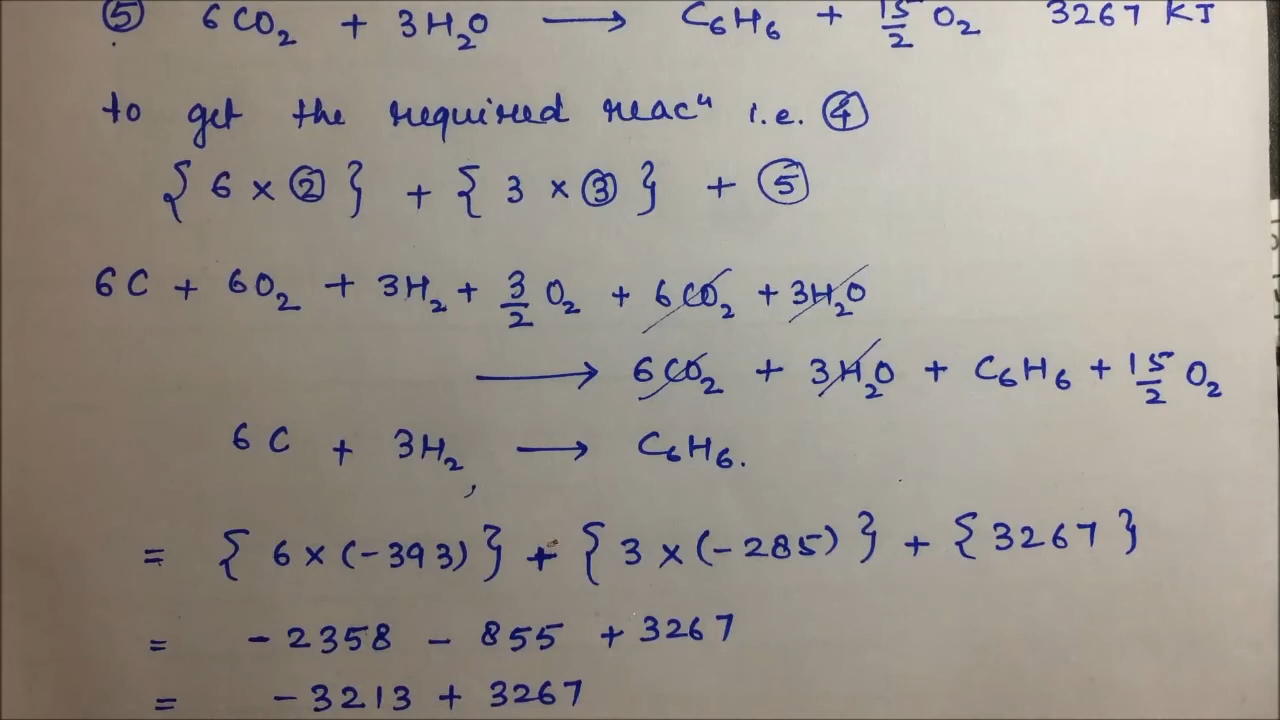 ⑤ 6CO₂ + 3H₂O ⟶ C₆H₆ + 15/2 O₂ 3267 KJ
to get the required reacⁿ i.e. ④
{ 6 × ② } + { 3 × ③ } + ⑤
6C + 6O₂ + 3H₂ + 3/2 O₂ + 6CO₂ + 3H₂O
⟶ 6CO₂ + 3H₂O + C₆H₆ + 15/2 O₂
6C + 3H₂ ⟶ C₆H₆.
= { 6 × (-393) } + { 3 × (-285) } + { 3267 }
= - 2358 - 855 + 3267
= - 3213 + 3267